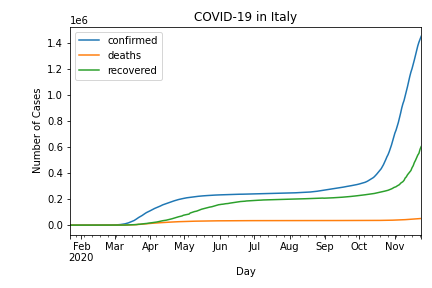 COVID-19 in Italy
1e6
1.4
1.2
1.0
0.8
0.6
0.4
0.2
0.0
Number of Cases
confirmed
deaths
recovered
Feb Mar Apr May Jun Jul Aug Sep Oct Nov
2020
Day